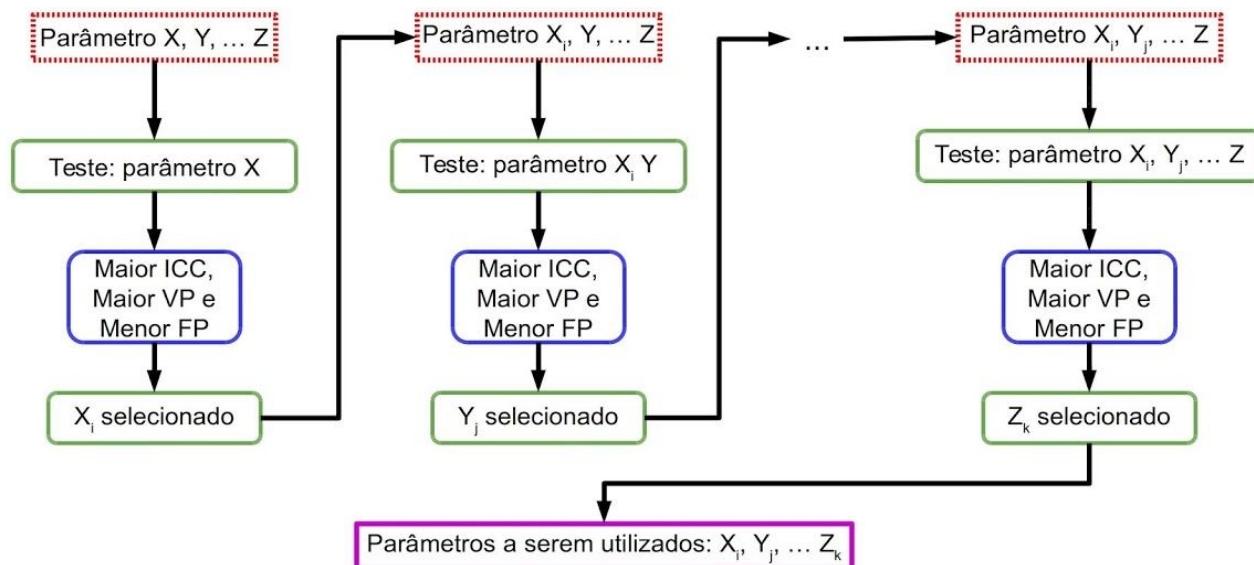 Parâmetro X, Y, … Z
Teste: parâmetro X
Maior ICC,
Maior VP e
Menor FP
Xᵢ selecionado
Parâmetro Xᵢ, Y, … Z
Teste: parâmetro Xᵢ Y
Maior ICC,
Maior VP e
Menor FP
Yⱼ selecionado
...
Parâmetro Xᵢ, Yⱼ, … Z
Teste: parâmetro Xᵢ, Yⱼ, … Z
Maior ICC,
Maior VP e
Menor FP
Zₖ selecionado
Parâmetros a serem utilizados: Xᵢ, Yⱼ, … Zₖ